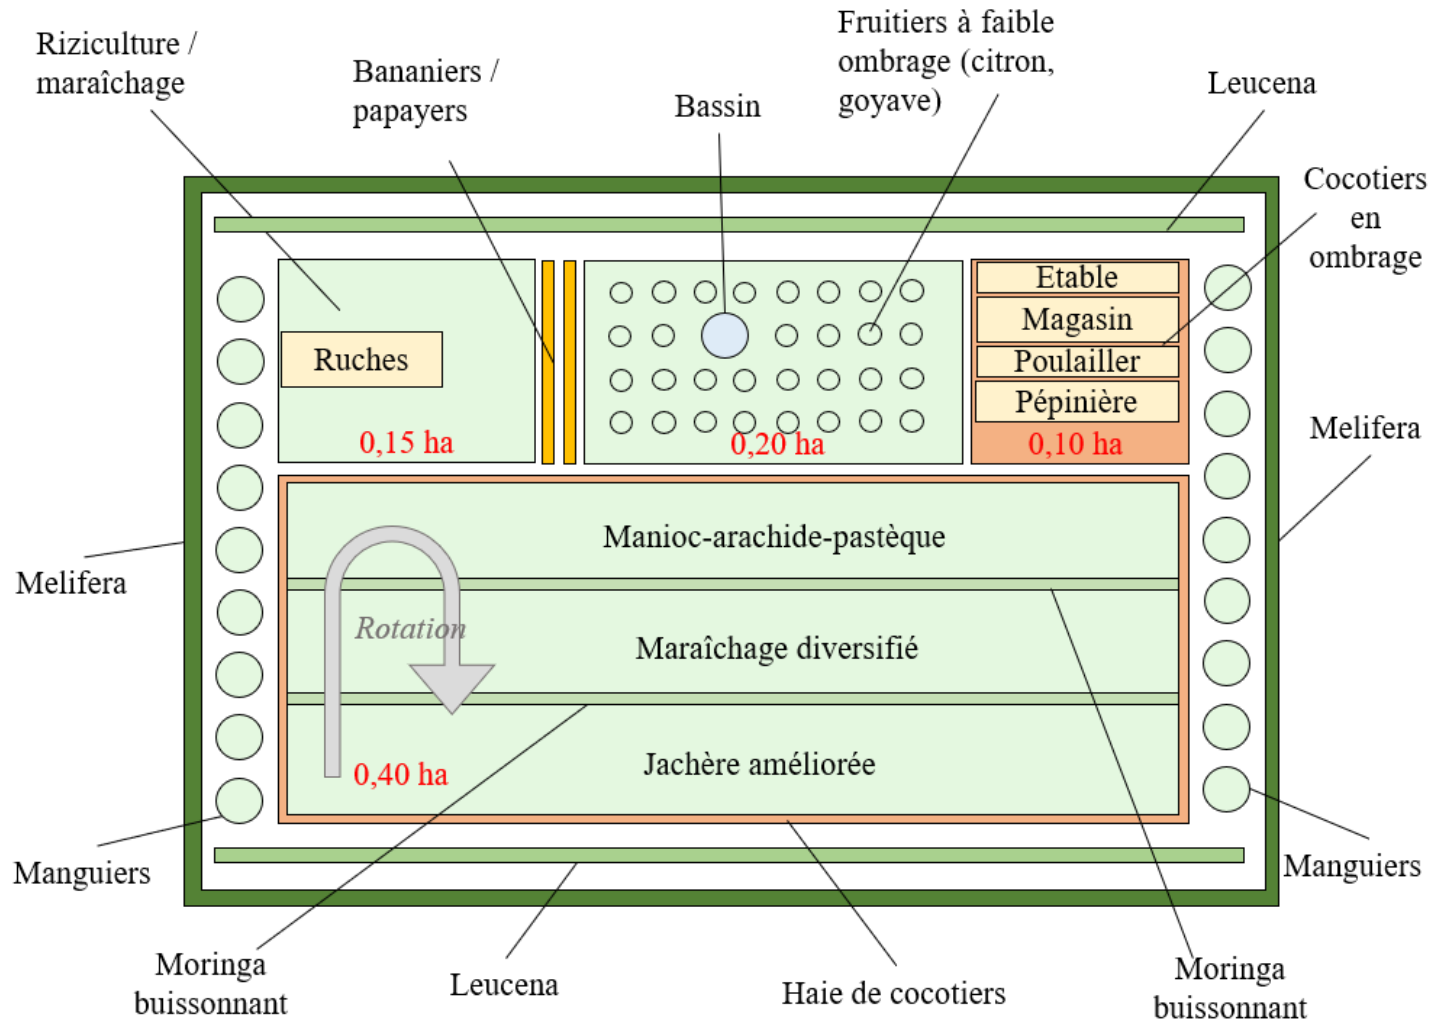 Riziculture /
maraîchage
Bananiers /
papayers
Bassin
Fruitiers à faible
ombrage (citron,
goyave)
Leucena
Cocotiers
en
ombrage
Etable
Magasin
Poulailler
Pépinière
Ruches
0,15 ha
0,20 ha
0,10 ha
Melifera
Manioc-arachide-pastèque
Rotation
Maraîchage diversifié
Melifera
0,40 ha
Jachère améliorée
Manguiers
Manguiers
Moringa
buissonnant
Leucena
Haie de cocotiers
Moringa
buissonnant